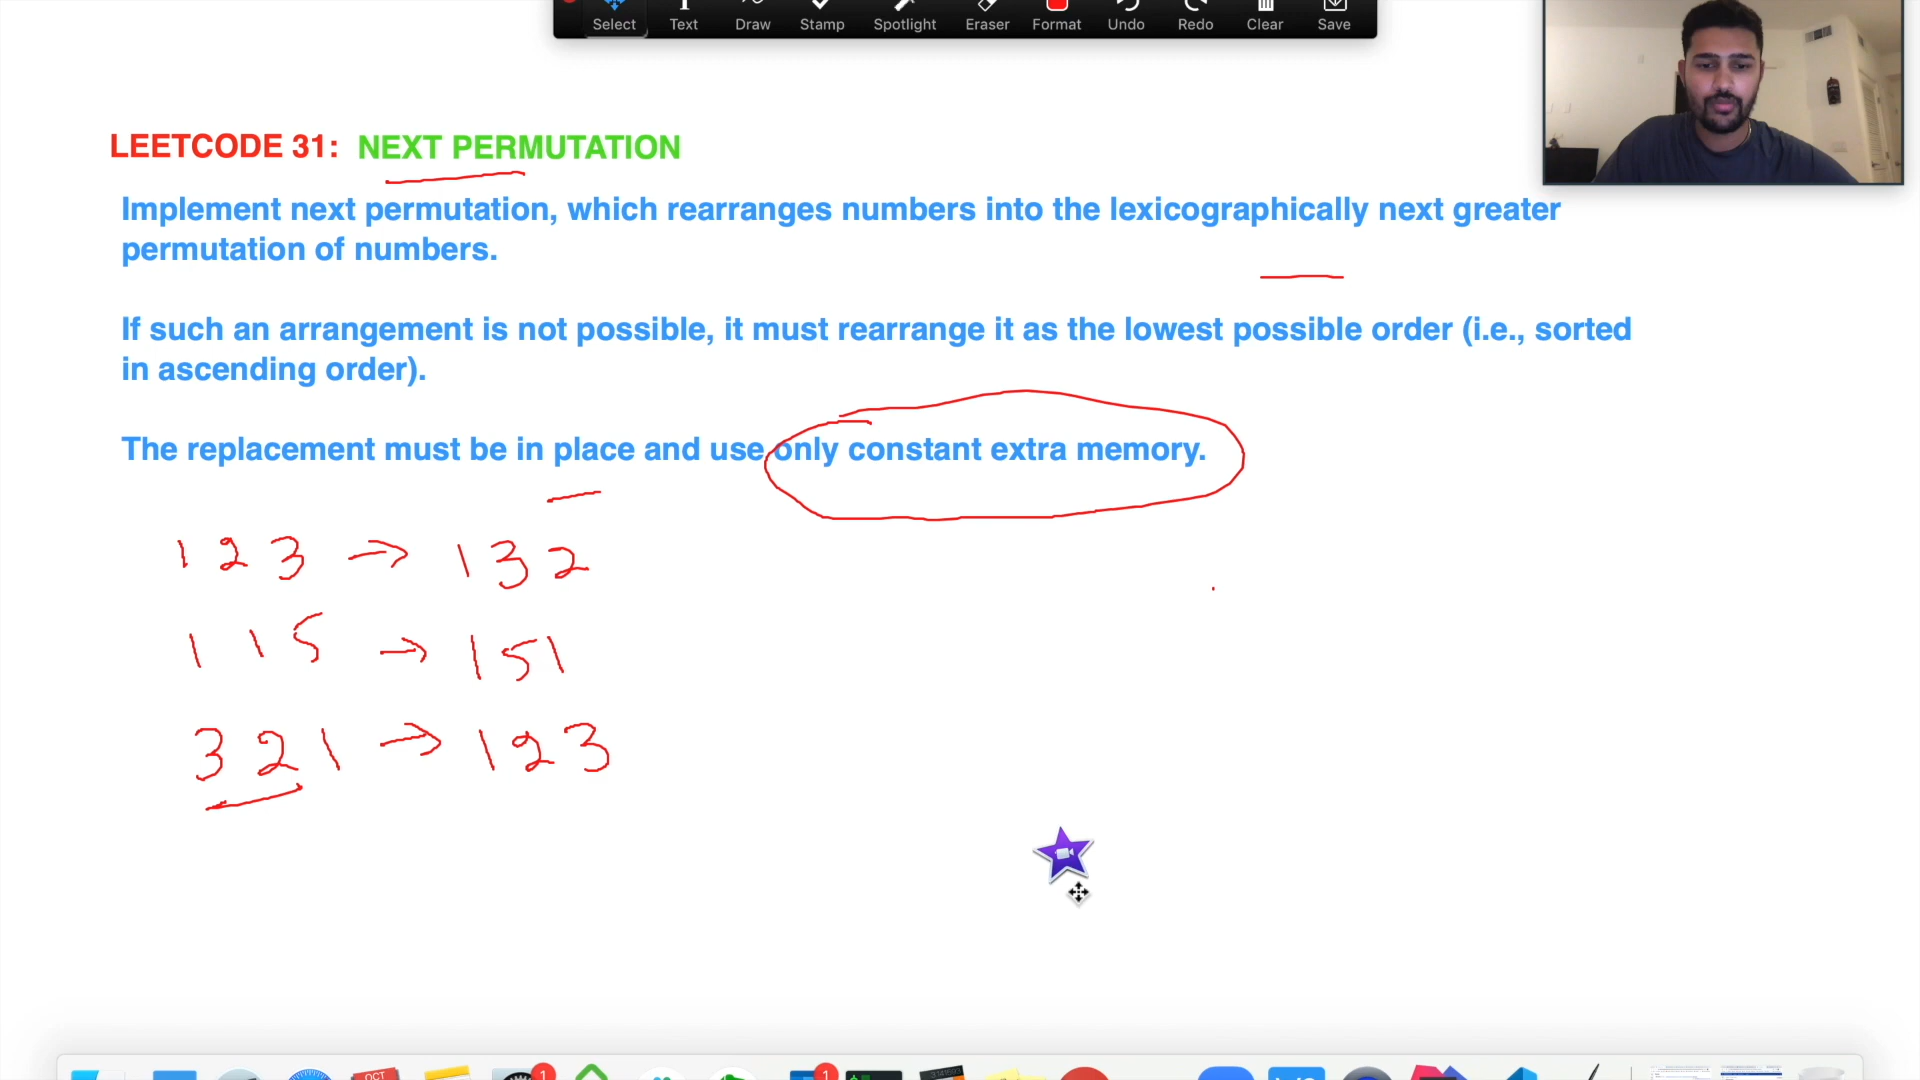 Select Text Draw Stamp Spotlight Eraser Format Undo Redo Clear Save
LEETCODE 31: NEXT PERMUTATION
Implement next permutation, which rearranges numbers into the lexicographically next greater
permutation of numbers.
If such an arrangement is not possible, it must rearrange it as the lowest possible order (i.e., sorted
in ascending order).
The replacement must be in place and use only constant extra memory.
1 2 3 → 1 3 2
1 1 5 → 1 5 1
3 2 1 → 1 2 3
OCT 1 1